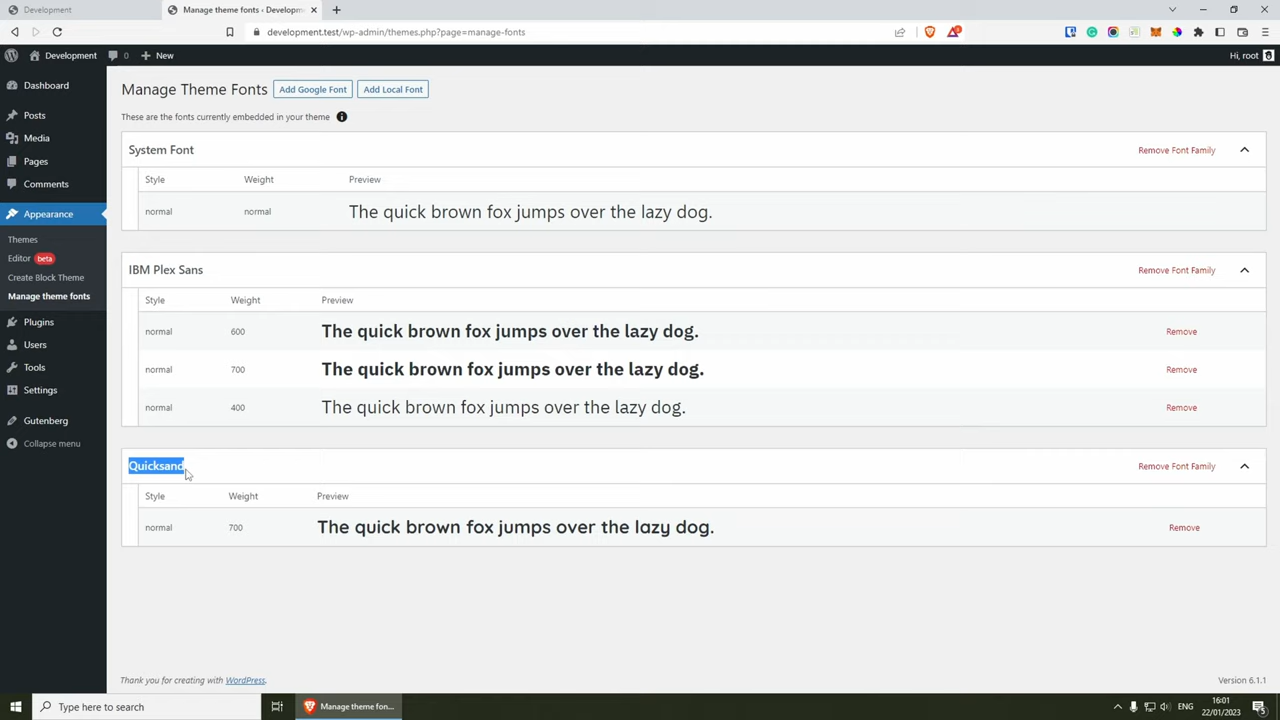 Development
Manage theme fonts ‹ Developm
development.test/wp-admin/themes.php?page=manage-fonts
Development
0
New
Hi, root
Dashboard
Posts
Media
Pages
Comments
Appearance
Themes
Editor beta
Create Block Theme
Manage theme fonts
Plugins
Users
Tools
Settings
Gutenberg
Collapse menu
Manage Theme Fonts Add Google Font Add Local Font
These are the fonts currently embedded in your theme
System Font Remove Font Family
Style Weight Preview
normal normal The quick brown fox jumps over the lazy dog.
IBM Plex Sans Remove Font Family
Style Weight Preview
normal 600 The quick brown fox jumps over the lazy dog. Remove
normal 700 The quick brown fox jumps over the lazy dog. Remove
normal 400 The quick brown fox jumps over the lazy dog. Remove
Quicksand Remove Font Family
Style Weight Preview
normal 700 The quick brown fox jumps over the lazy dog. Remove
Thank you for creating with WordPress. Version 6.1.1
Type here to search
Manage theme fon...
ENG
16:01
22/01/2023
5